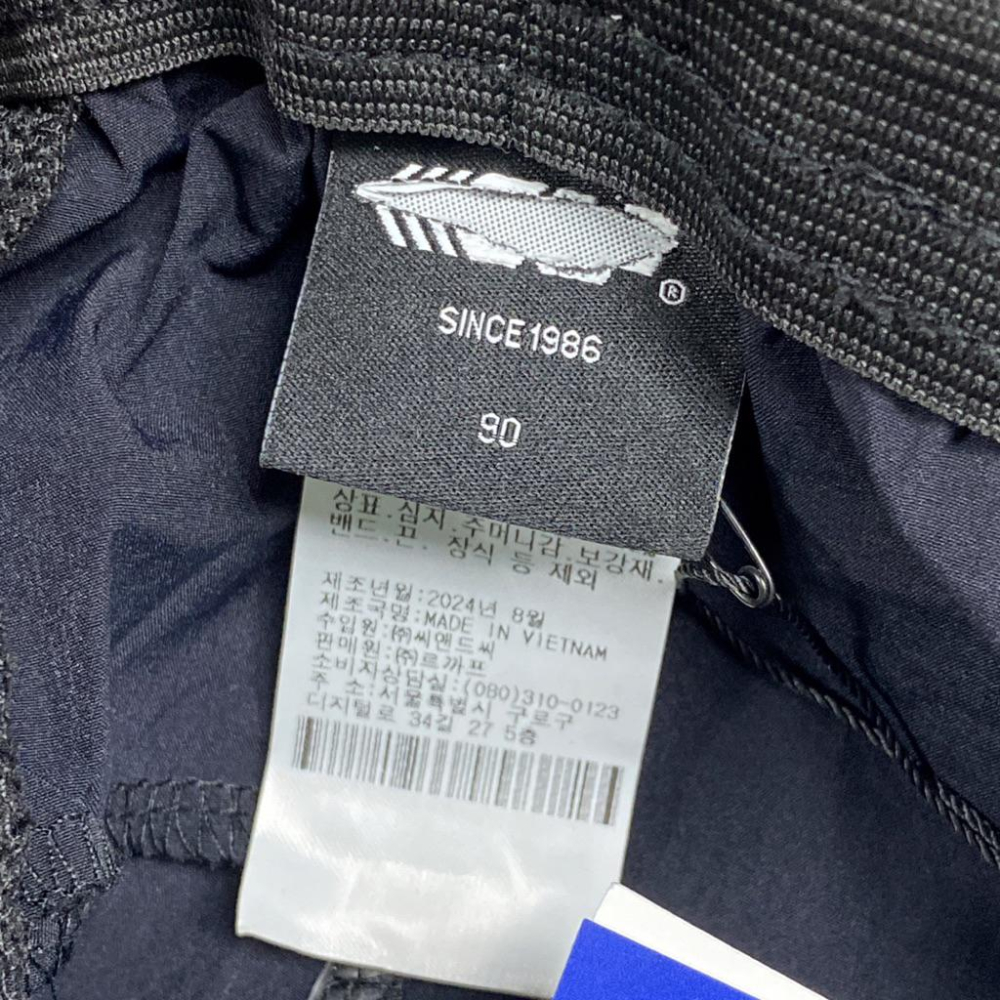 ®
SINCE1986
90
상표.심지.주머니감.보강재.
밴드.끈. 장식 등 제외
제조년월:2024년 8월
제조국명:MADE IN VIETNAM
수입원:㈜씨앤드씨
판매원:㈜르까프
소비자상담실:(080)310-0123
주 소:서울특별시 구로구
디지털로 34길 27 5층